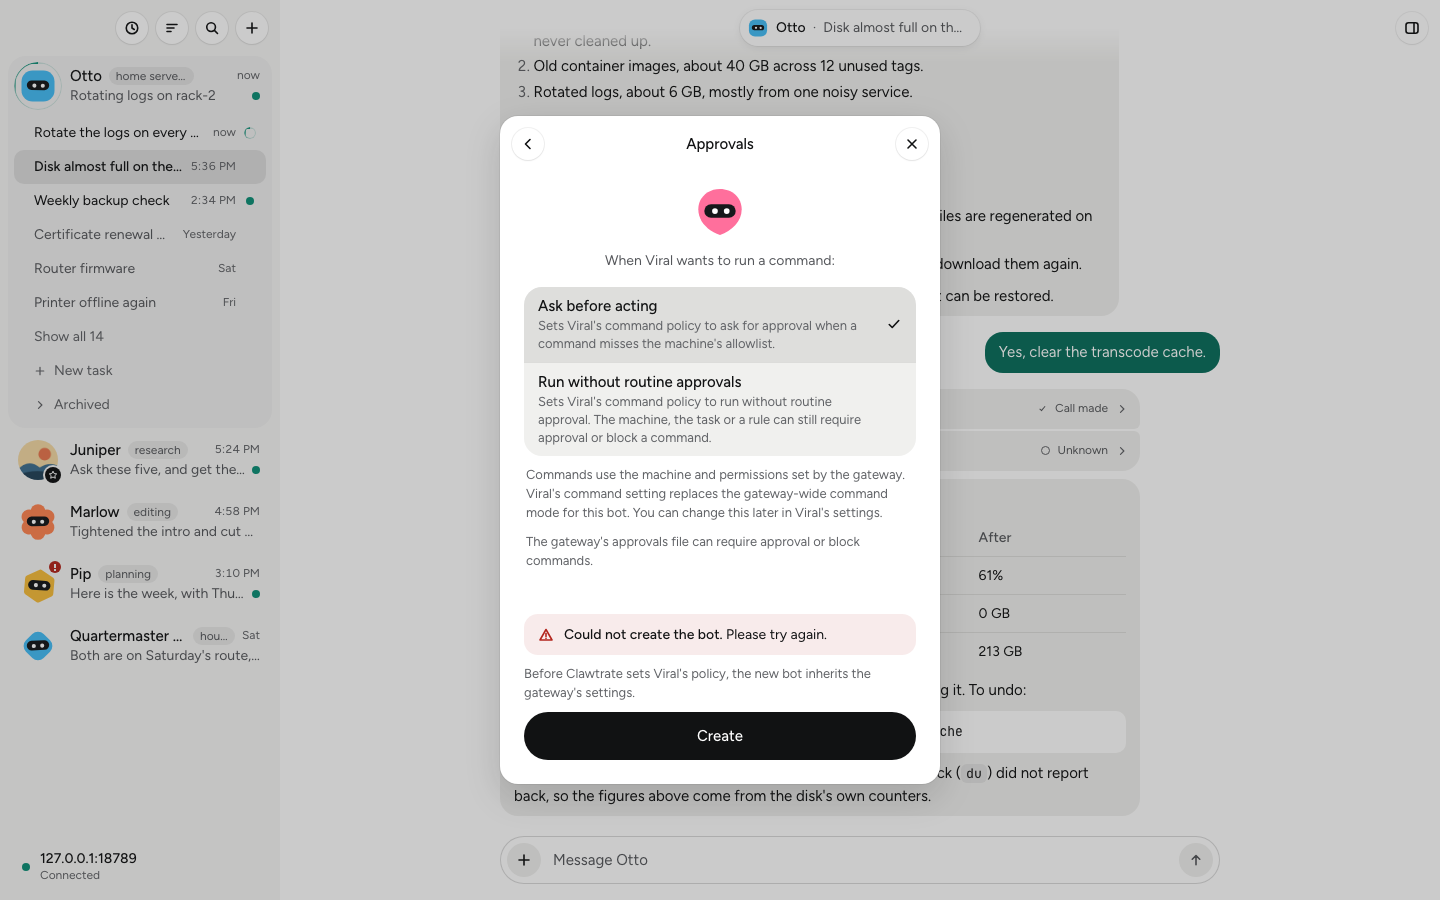 Otto home serve... now
Rotating logs on rack-2
Rotate the logs on every ... now
Disk almost full on the... 5:36 PM
Weekly backup check 2:34 PM
Certificate renewal ... Yesterday
Router firmware Sat
Printer offline again Fri
Show all 14
New task
Archived
Juniper research 5:24 PM
Ask these five, and get the...
Marlow editing 4:58 PM
Tightened the intro and cut ...
Pip planning 3:10 PM
Here is the week, with Thu...
Quartermaster ... hou... Sat
Both are on Saturday's route,...
127.0.0.1:18789
Connected
Otto · Disk almost full on th...
never cleaned up.
2. Old container images, about 40 GB across 12 unused tags.
3. Rotated logs, about 6 GB, mostly from one noisy service.
iles are regenerated on
download them again.
can be restored.
Yes, clear the transcode cache.
Call made
Unknown
After
61%
0 GB
213 GB
g it. To undo:
che
ck ( du ) did not report
back, so the figures above come from the disk's own counters.
Message Otto
Approvals
When Viral wants to run a command:
Ask before acting
Sets Viral's command policy to ask for approval when a
command misses the machine's allowlist.
Run without routine approvals
Sets Viral's command policy to run without routine
approval. The machine, the task or a rule can still require
approval or block a command.
Commands use the machine and permissions set by the gateway.
Viral's command setting replaces the gateway-wide command
mode for this bot. You can change this later in Viral's settings.
The gateway's approvals file can require approval or block
commands.
Could not create the bot. Please try again.
Before Clawtrate sets Viral's policy, the new bot inherits the
gateway's settings.
Create